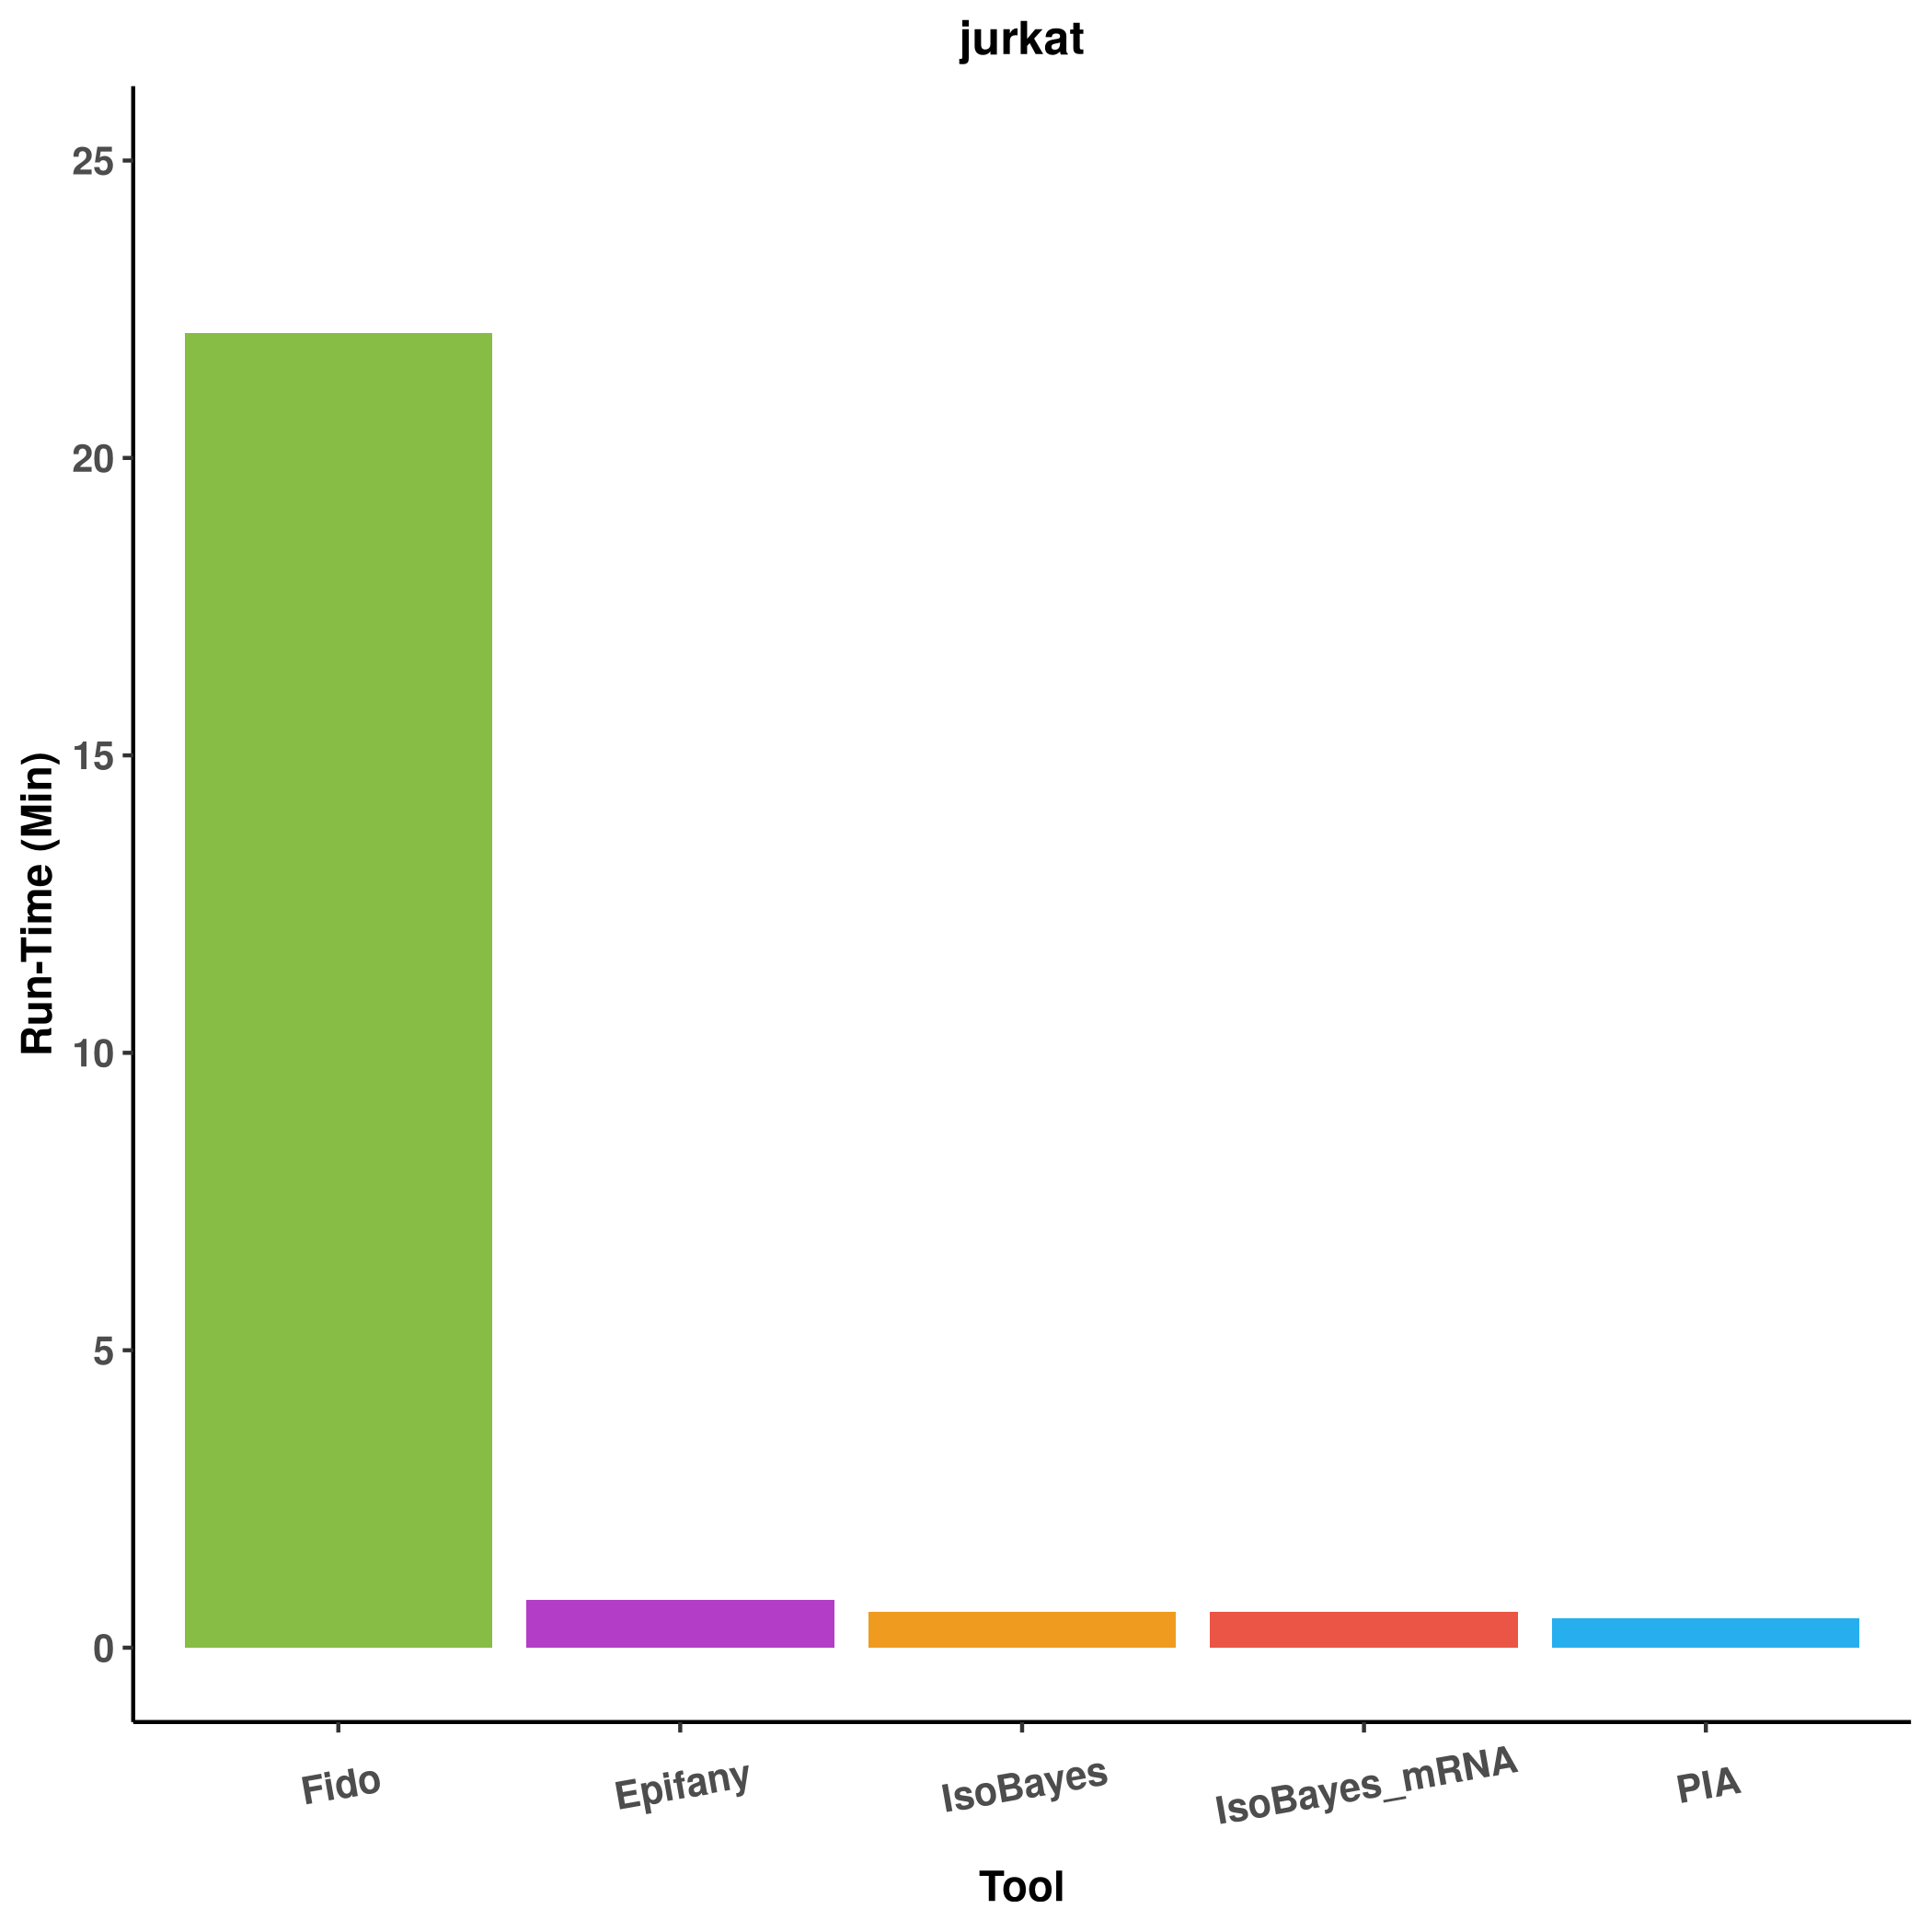 jurkat
25
20
15
10
5
0
Run-Time (Min)
Fido
Epifany
IsoBayes
IsoBayes_mRNA
PIA
Tool